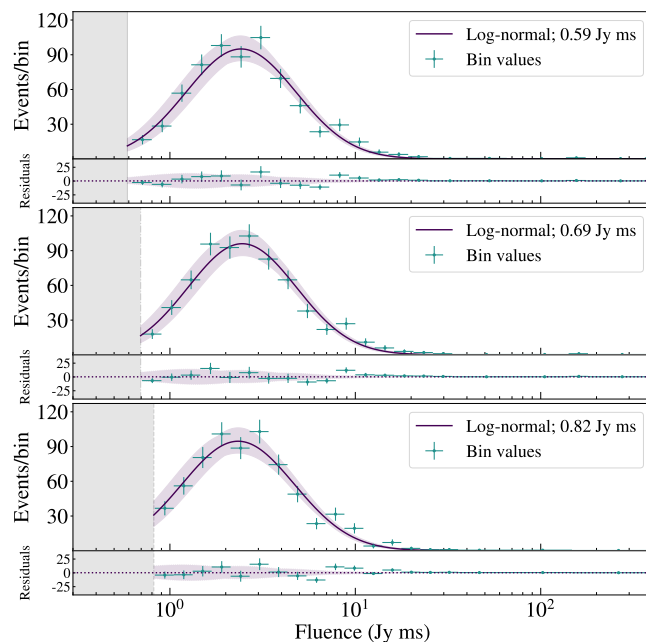 120
90
60
30
Events/bin
Log-normal; 0.59 Jy ms
Bin values
25
0
−25
Residuals
120
90
60
30
Events/bin
Log-normal; 0.69 Jy ms
Bin values
25
0
−25
Residuals
120
90
60
30
Events/bin
Log-normal; 0.82 Jy ms
Bin values
25
0
−25
Residuals
10⁰ 10¹ 10²
Fluence (Jy ms)